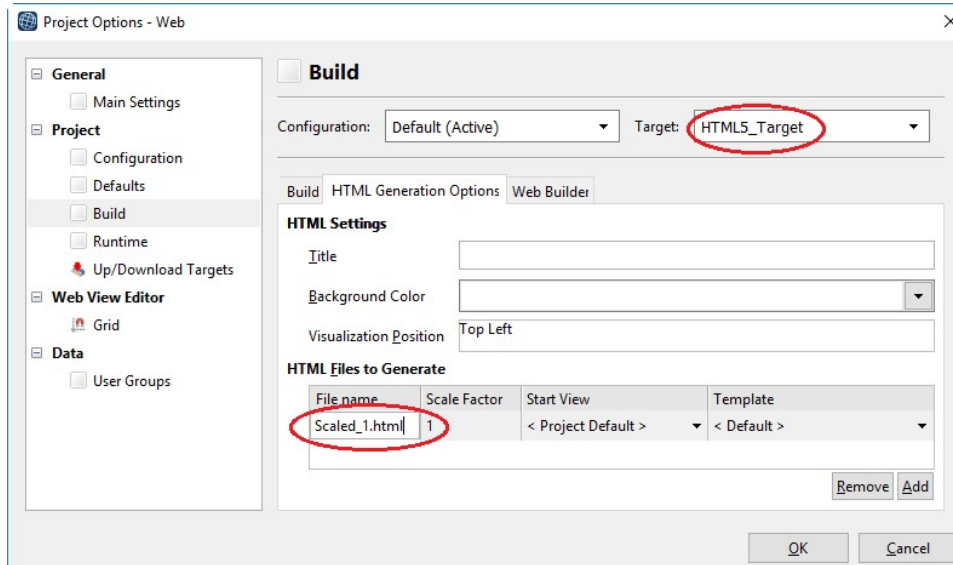 Project Options - Web
General
Main Settings
Project
Configuration
Defaults
Build
Runtime
Up/Download Targets
Web View Editor
Grid
Data
User Groups
Build
Configuration: Default (Active) Target: HTML5_Target
Build HTML Generation Options Web Builder
HTML Settings
Title
Background Color
Visualization Position Top Left
HTML Files to Generate
File name Scale Factor Start View Template
Scaled_1.html 1 < Project Default > < Default >
Remove Add
OK Cancel